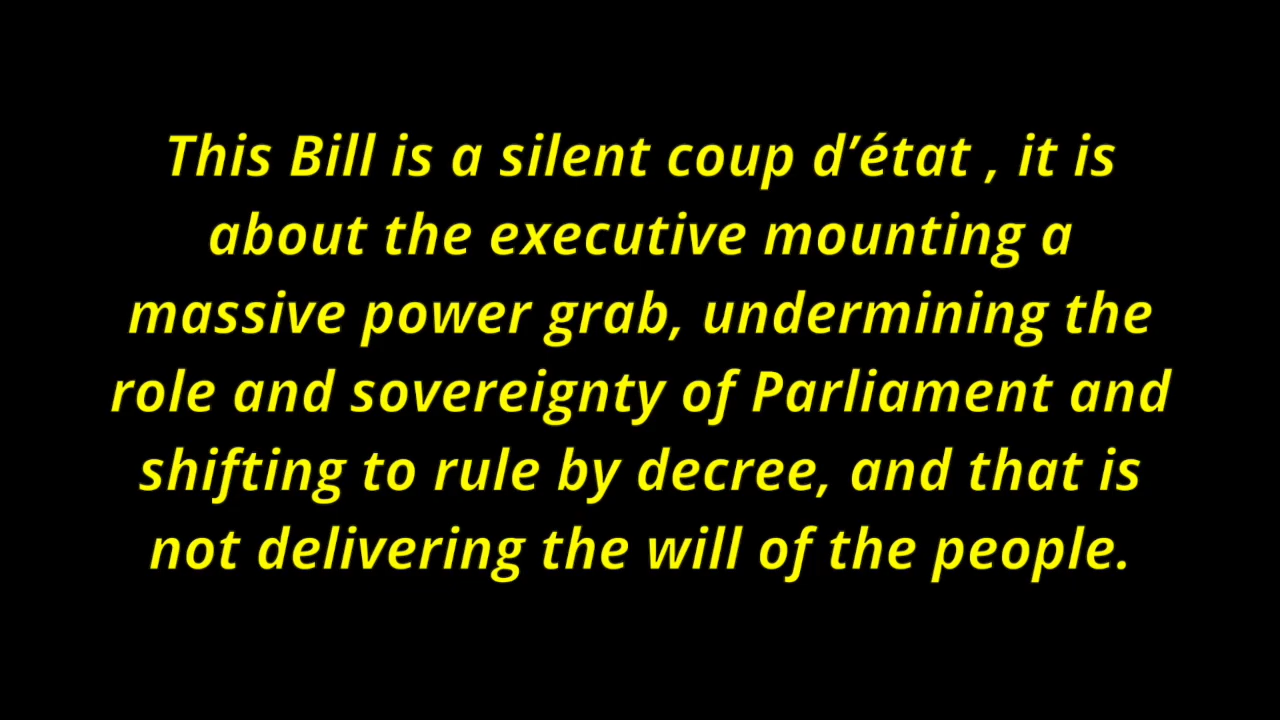 This Bill is a silent coup d’état , it is
about the executive mounting a
massive power grab, undermining the
role and sovereignty of Parliament and
shifting to rule by decree, and that is
not delivering the will of the people.